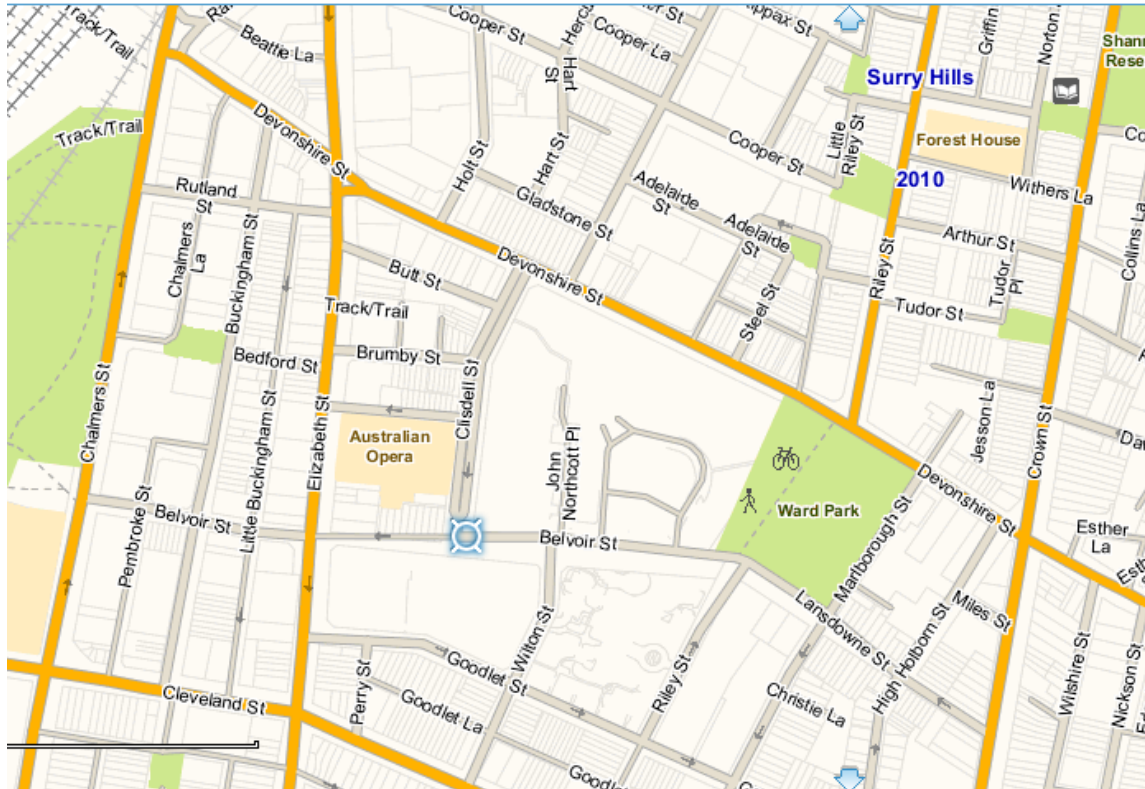 Track/Trail
Beattie La
Cooper St
Hart
St
Cooper La
Griffin
Norton
Surry Hills
Track/Trail
Devonshire St
Holt St
Hart St
Cooper St
Little
Riley St
Forest House
2010
Withers La
Rutland
St
Gladstone St
Adelaide
St
Adelaide
St
Arthur St
Collins La
Chalmers
La
Buckingham St
Butt St
Devonshire St
Riley St
Tudor
Pl
Track/Trail
Steel St
Tudor St
Bedford St
Brumby St
Chalmers St
Little Buckingham St
Elizabeth St
Clisdell St
Australian
Opera
John
Northcott Pl
Jesson La
Crown St
Ward Park
Devonshire St
Belvoir St
Pembroke St
Belvoir St
Marlborough St
Esther
La
Lansdowne St
Miles St
High Holborn St
Wilton St
Goodlet St
Riley St
Perry St
Goodlet La
Christie La
Wilshire St
Nickson St
Cleveland St